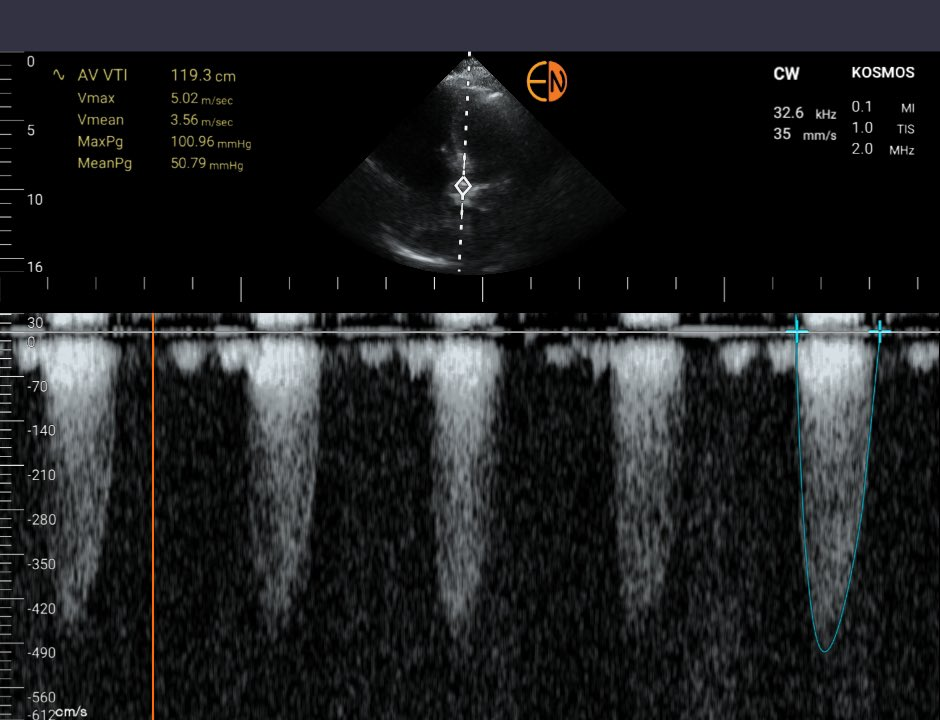 0
5
10
16
∿ AV VTI 119.3 cm
Vmax 5.02 m/sec
Vmean 3.56 m/sec
MaxPg 100.96 mmHg
MeanPg 50.79 mmHg
EN
CW
32.6 kHz
35 mm/s
KOSMOS
0.1 MI
1.0 TIS
2.0 MHz
30
0
-70
-140
-210
-280
-350
-420
-490
-560
-612 cm/s